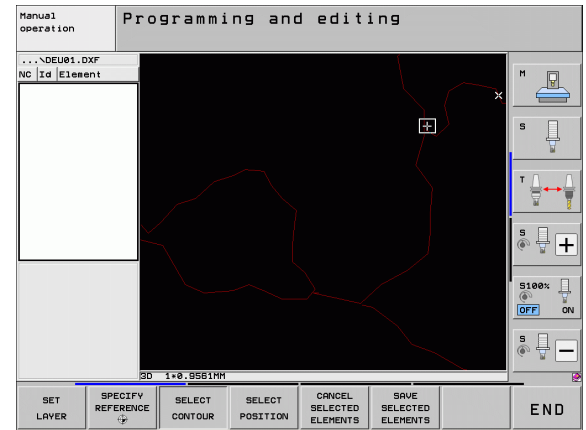 Manual
operation
Programming and editing
...\DEU01.DXF
NC Id Element
M
S
T
S
S100%
OFF ON
S
3D 1*0.9561MM
SET
LAYER
SPECIFY
REFERENCE
SELECT
CONTOUR
SELECT
POSITION
CANCEL
SELECTED
ELEMENTS
SAVE
SELECTED
ELEMENTS
END